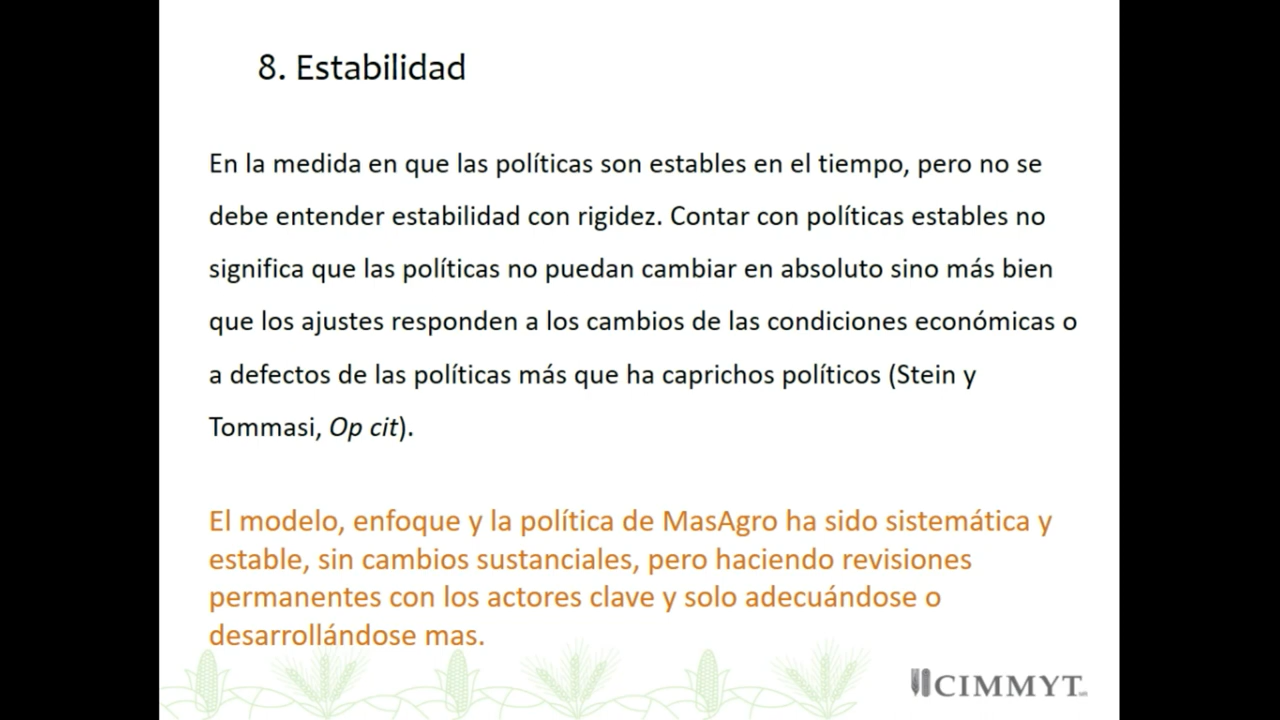 8. Estabilidad
En la medida en que las políticas son estables en el tiempo, pero no se
debe entender estabilidad con rigidez. Contar con políticas estables no
significa que las políticas no puedan cambiar en absoluto sino más bien
que los ajustes responden a los cambios de las condiciones económicas o
a defectos de las políticas más que ha caprichos políticos (Stein y
Tommasi, Op cit).
El modelo, enfoque y la política de MasAgro ha sido sistemática y
estable, sin cambios sustanciales, pero haciendo revisiones
permanentes con los actores clave y solo adecuándose o
desarrollándose mas.
CIMMYT